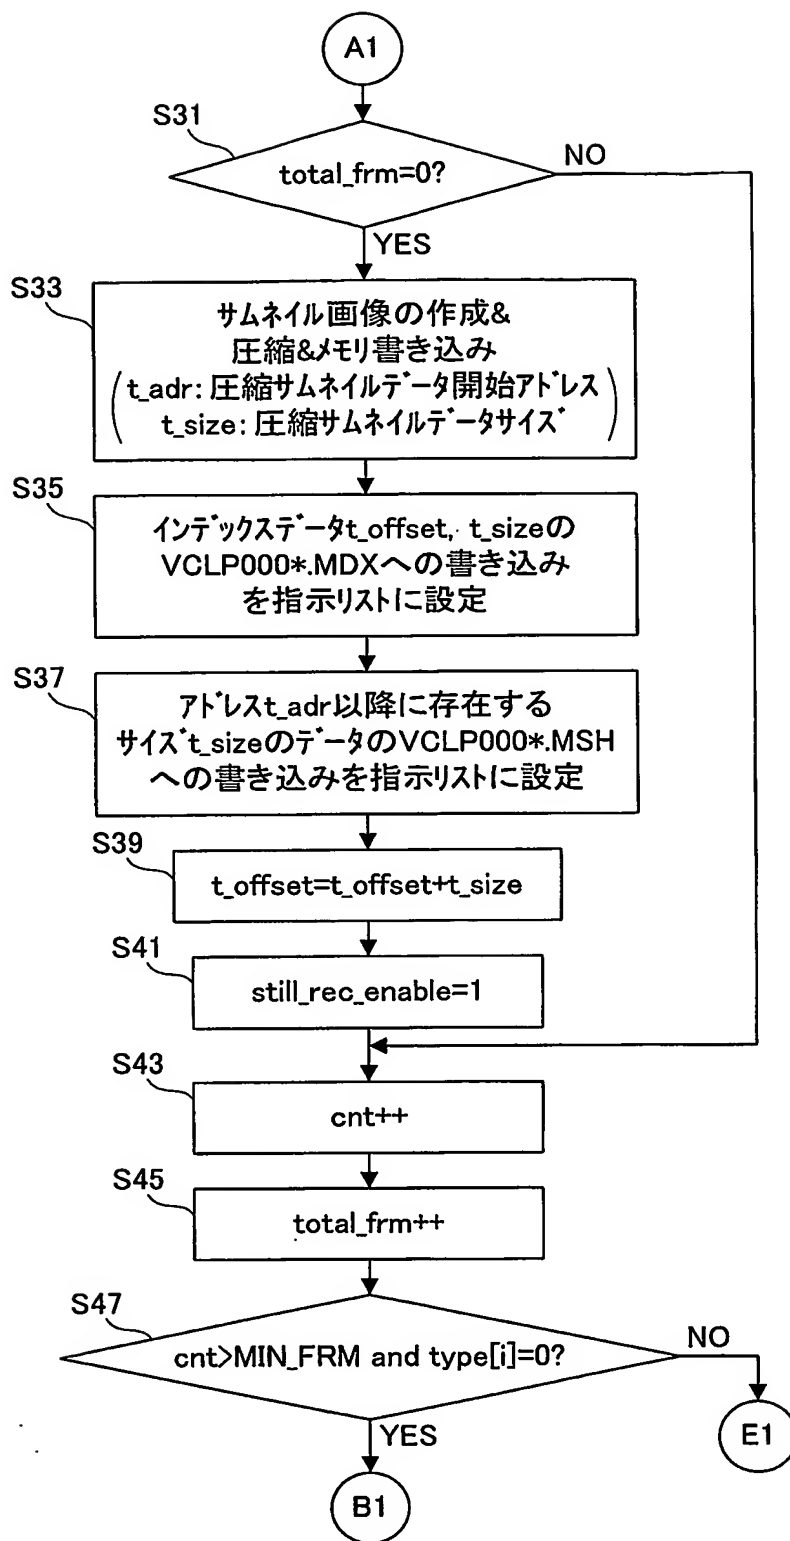 A1
S31
total_frm=0?
NO
YES
S33
サムネイル画像の作成&
圧縮&メモリ書き込み
t_adr: 圧縮サムネイルデータ開始アドレス
t_size: 圧縮サムネイルデータサイズ
S35
インデックスデータt_offset, t_sizeの
VCLP000*.MDXへの書き込み
を指示リストに設定
S37
アドレスt_adr以降に存在する
サイズt_sizeのデータのVCLP000*.MSH
への書き込みを指示リストに設定
S39
t_offset=t_offset+t_size
S41
still_rec_enable=1
S43
cnt++
S45
total_frm++
S47
cnt>MIN_FRM and type[i]=0?
NO
YES
E1
B1